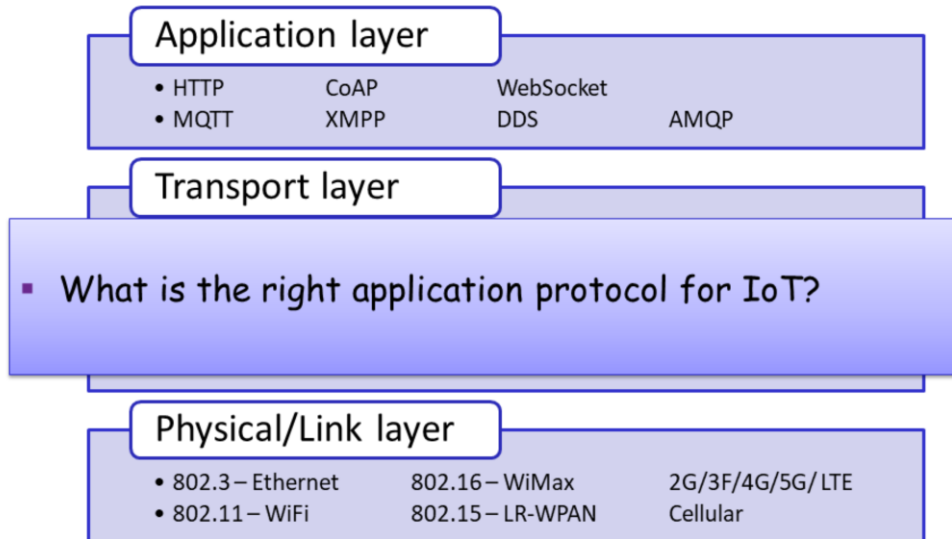 Application layer
• HTTP CoAP WebSocket
• MQTT XMPP DDS AMQP
Transport layer
▪ What is the right application protocol for IoT?
Physical/Link layer
• 802.3 – Ethernet 802.16 – WiMax 2G/3F/4G/5G/ LTE
• 802.11 – WiFi 802.15 – LR-WPAN Cellular